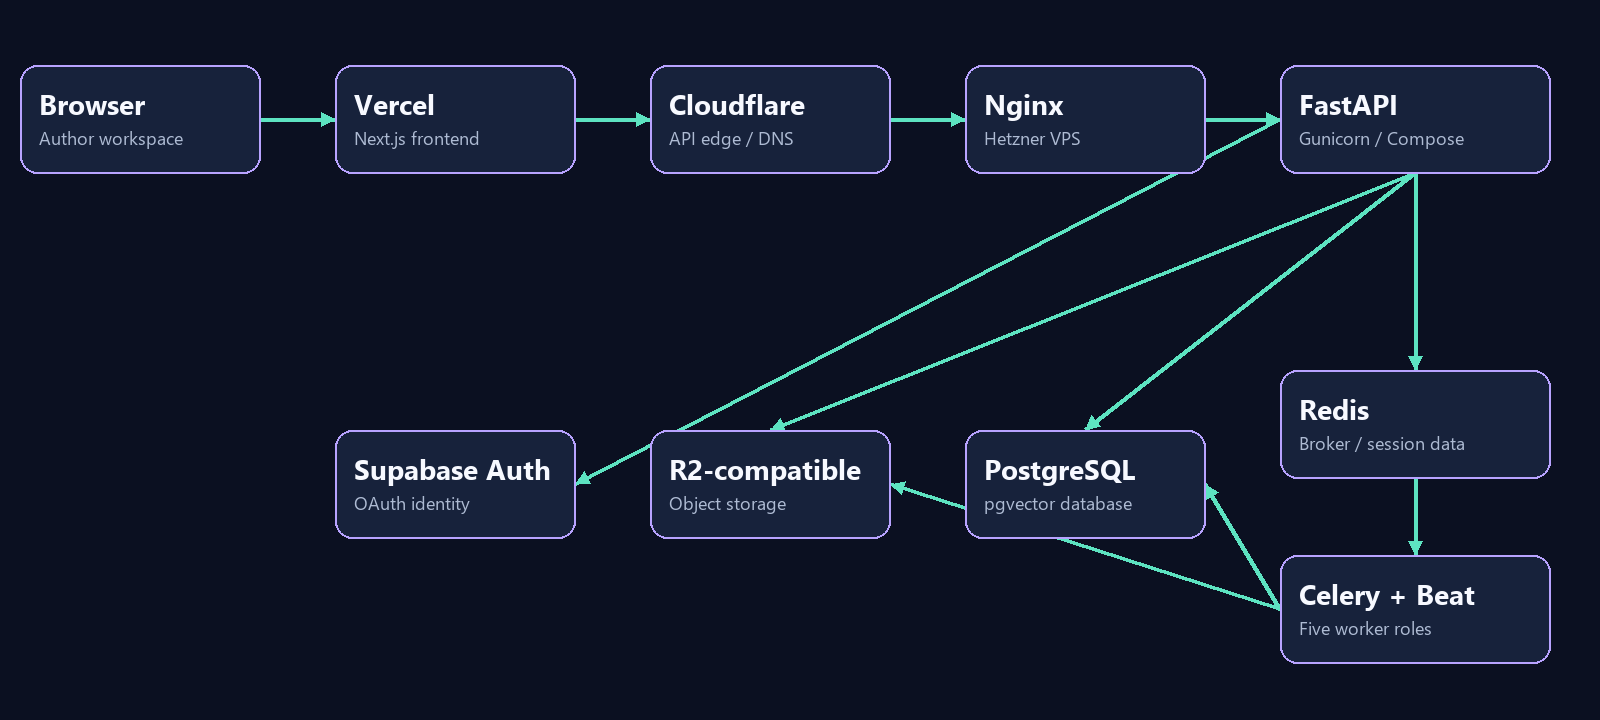 Browser
Author workspace
Vercel
Next.js frontend
Cloudflare
API edge / DNS
Nginx
Hetzner VPS
FastAPI
Gunicorn / Compose
Redis
Broker / session data
Supabase Auth
OAuth identity
R2-compatible
Object storage
PostgreSQL
pgvector database
Celery + Beat
Five worker roles